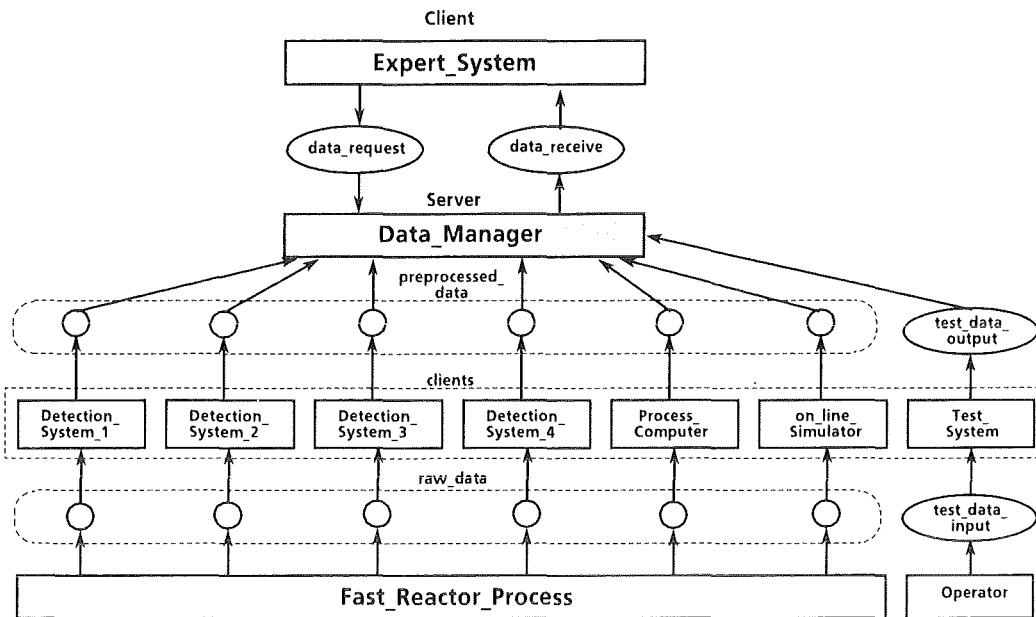 Client
Expert_System
data_request
data_receive
Server
Data_Manager
preprocessed_
data
test_data_
output
clients
Detection_
System_1
Detection_
System_2
Detection_
System_3
Detection_
System_4
Process_
Computer
on_line_
Simulator
Test_
System
raw_data
test_data_
input
Fast_Reactor_Process
Operator